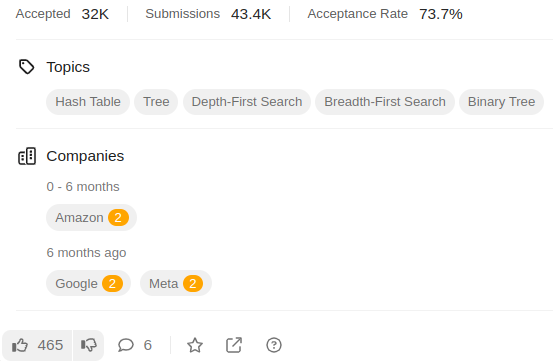 Accepted 32K Submissions 43.4K Acceptance Rate 73.7%
Topics
Hash Table Tree Depth-First Search Breadth-First Search Binary Tree
Companies
0 - 6 months
Amazon 2
6 months ago
Google 2 Meta 2
465 6